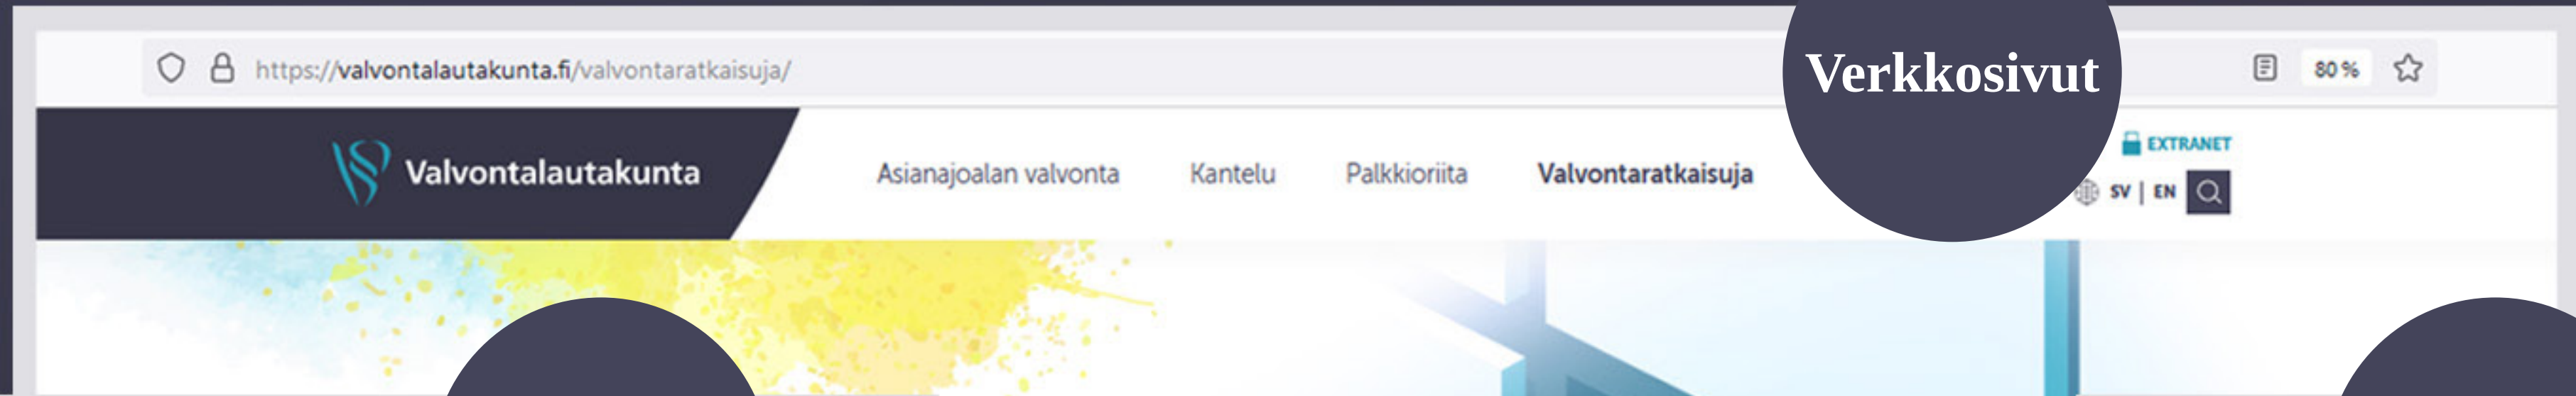 https://valvontalautakunta.fi/valvontaratkaisuja/
Verkkosivut
80 %
Valvontalautakunta
Asianajoalan valvonta
Kantelu
Palkkioriita
Valvontaratkaisuja
EXTRANET
SV | EN